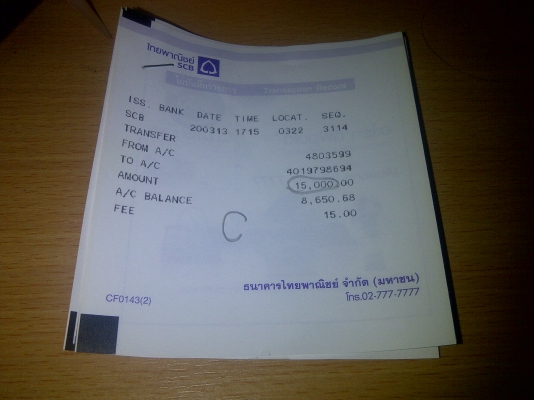 ไทยพาณิชย์
SCB
Transaction Record
ISS. BANK DATE TIME LOCAT. SEQ.
SCB 200313 1715 0322 3114
TRANSFER
FROM A/C 4803599
TO A/C 4019798694
AMOUNT 15,000.00
A/C BALANCE 8,650.68
FEE 15.00
C
ธนาคารไทยพาณิชย์ จำกัด (มหาชน)
โทร.02-777-7777
CF0143(2)